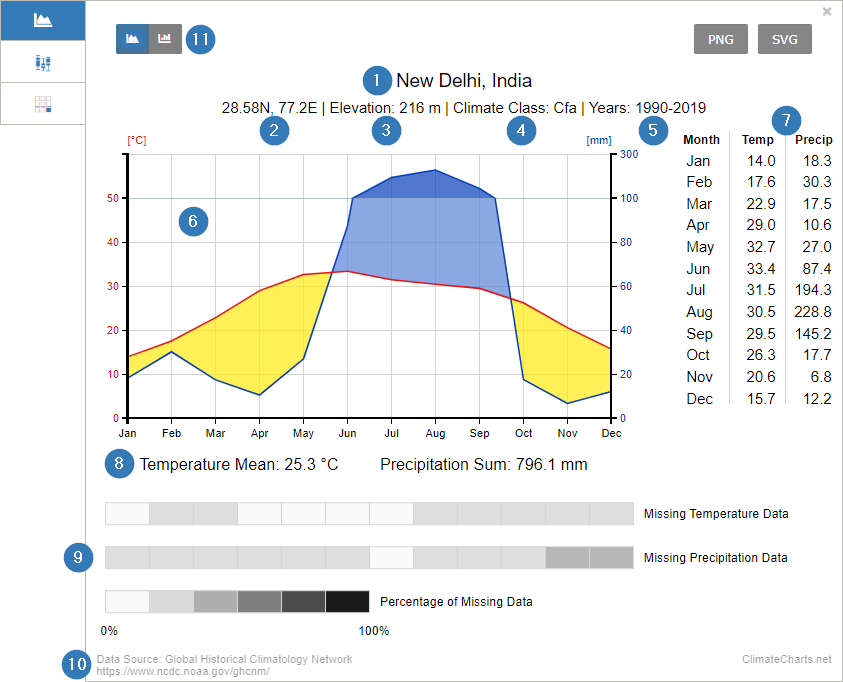 ×
11
PNG SVG
1 New Delhi, India
28.58N, 77.2E | Elevation: 216 m | Climate Class: Cfa | Years: 1990-2019
2 3 4 5 7
[°C] [mm]
300
50 100
40 80
30 60
20 40
10 20
0 0
6
Jan Feb Mar Apr May Jun Jul Aug Sep Oct Nov Dec
Month Temp Precip
Jan 14.0 18.3
Feb 17.6 30.3
Mar 22.9 17.5
Apr 29.0 10.6
May 32.7 27.0
Jun 33.4 87.4
Jul 31.5 194.3
Aug 30.5 228.8
Sep 29.5 145.2
Oct 26.3 17.7
Nov 20.6 6.8
Dec 15.7 12.2
8 Temperature Mean: 25.3 °C Precipitation Sum: 796.1 mm
Missing Temperature Data
9 Missing Precipitation Data
Percentage of Missing Data
0% 100%
10 Data Source: Global Historical Climatology Network ClimateCharts.net
https://www.ncdc.noaa.gov/ghcnm/